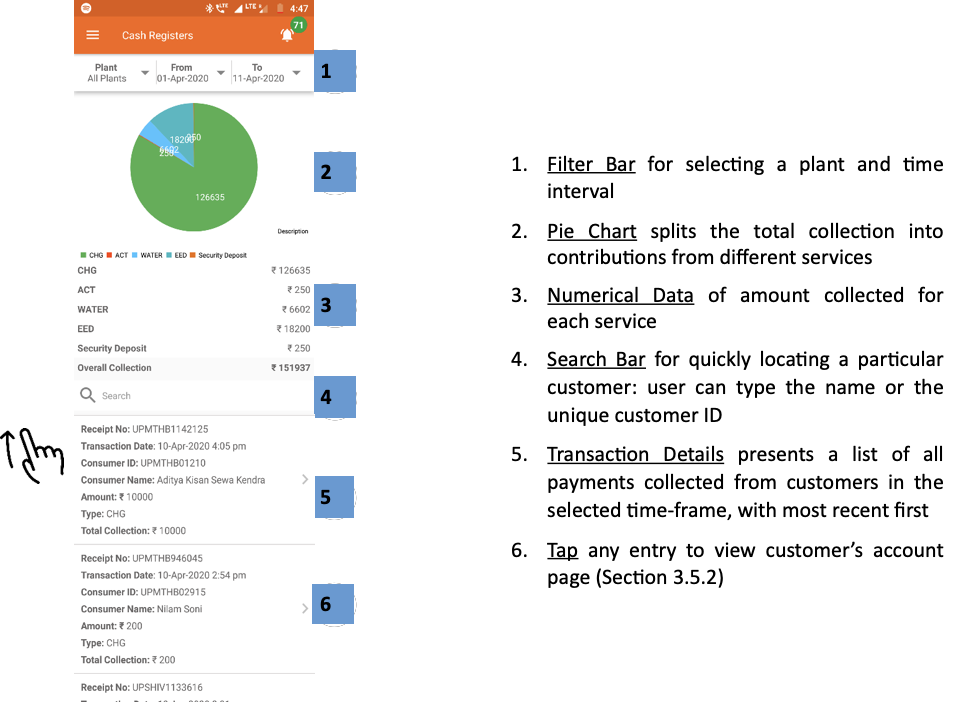 LTE LTE 4:47
71
Cash Registers
Plant From To
All Plants 01-Apr-2020 11-Apr-2020
1
18200 250
6602
250
126635
2
Description
CHG ACT WATER EED Security Deposit
CHG ₹ 126635
ACT ₹ 250
WATER ₹ 6602
3
EED ₹ 18200
Security Deposit ₹ 250
Overall Collection ₹ 151937
Search
4
Receipt No: UPMTHB1142125
Transaction Date: 10-Apr-2020 4:05 pm
Consumer ID: UPMTHB01210
Consumer Name: Aditya Kisan Sewa Kendra
Amount: ₹ 10000
5
Type: CHG
Total Collection: ₹ 10000
Receipt No: UPMTHB946045
Transaction Date: 10-Apr-2020 2:54 pm
Consumer ID: UPMTHB02915
Consumer Name: Nilam Soni
6
Amount: ₹ 200
Type: CHG
Total Collection: ₹ 200
Receipt No: UPSHIV1133616
1. Filter Bar for selecting a plant and time
interval
2. Pie Chart splits the total collection into
contributions from different services
3. Numerical Data of amount collected for
each service
4. Search Bar for quickly locating a particular
customer: user can type the name or the
unique customer ID
5. Transaction Details presents a list of all
payments collected from customers in the
selected time-frame, with most recent first
6. Tap any entry to view customer's account
page (Section 3.5.2)